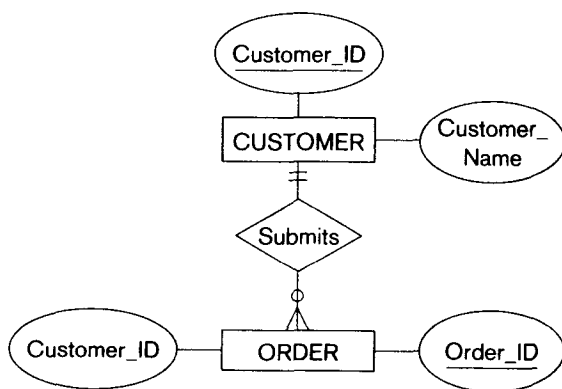 Customer_ID
CUSTOMER
Customer_
Name
Submits
Customer_ID
ORDER
Order_ID